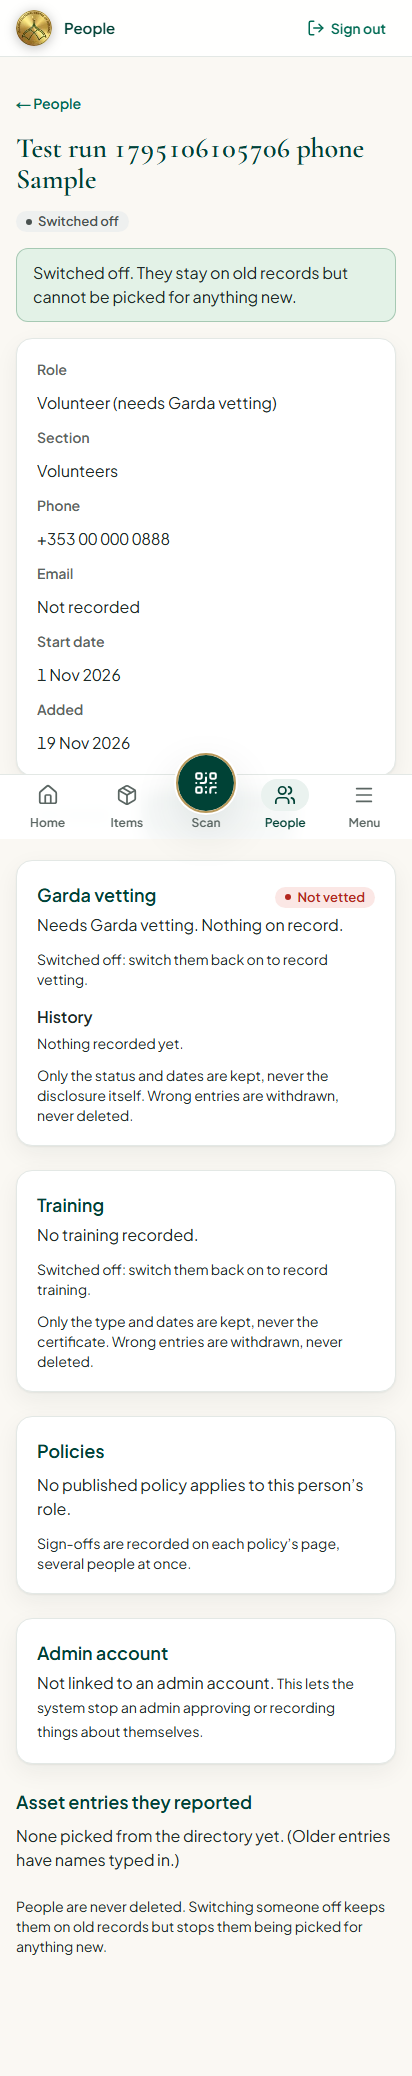 People
Sign out
← People
Test run 1795106105706 phone
Sample
Switched off
Switched off. They stay on old records but
cannot be picked for anything new.
Role
Volunteer (needs Garda vetting)
Section
Volunteers
Phone
+353 00 000 0888
Email
Not recorded
Start date
1 Nov 2026
Added
19 Nov 2026
Home
Items
Scan
People
Menu
Garda vetting
Not vetted
Needs Garda vetting. Nothing on record.
Switched off: switch them back on to record
vetting.
History
Nothing recorded yet.
Only the status and dates are kept, never the
disclosure itself. Wrong entries are withdrawn,
never deleted.
Training
No training recorded.
Switched off: switch them back on to record
training.
Only the type and dates are kept, never the
certificate. Wrong entries are withdrawn, never
deleted.
Policies
No published policy applies to this person's
role.
Sign-offs are recorded on each policy's page,
several people at once.
Admin account
Not linked to an admin account. This lets the
system stop an admin approving or recording
things about themselves.
Asset entries they reported
None picked from the directory yet. (Older entries
have names typed in.)
People are never deleted. Switching someone off keeps
them on old records but stops them being picked for
anything new.